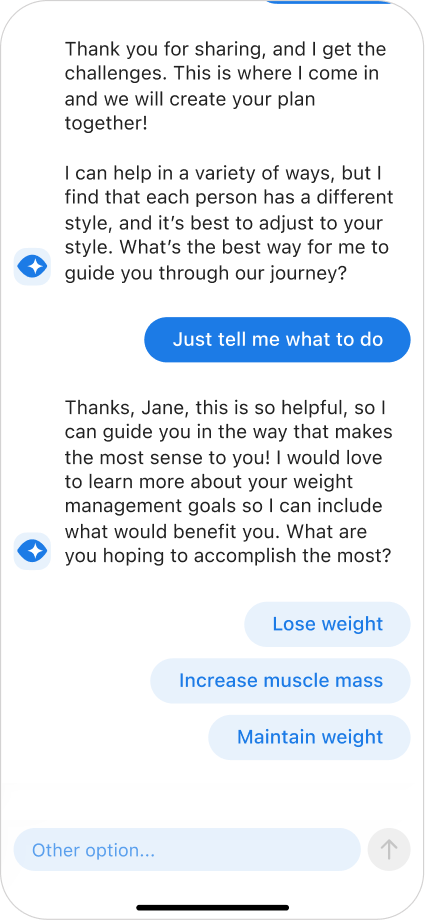 Thank you for sharing, and I get the
challenges. This is where I come in
and we will create your plan
together!
I can help in a variety of ways, but I
find that each person has a different
style, and it’s best to adjust to your
style. What’s the best way for me to
guide you through our journey?
Just tell me what to do
Thanks, Jane, this is so helpful, so I
can guide you in the way that makes
the most sense to you! I would love
to learn more about your weight
management goals so I can include
what would benefit you. What are
you hoping to accomplish the most?
Lose weight
Increase muscle mass
Maintain weight
Other option...